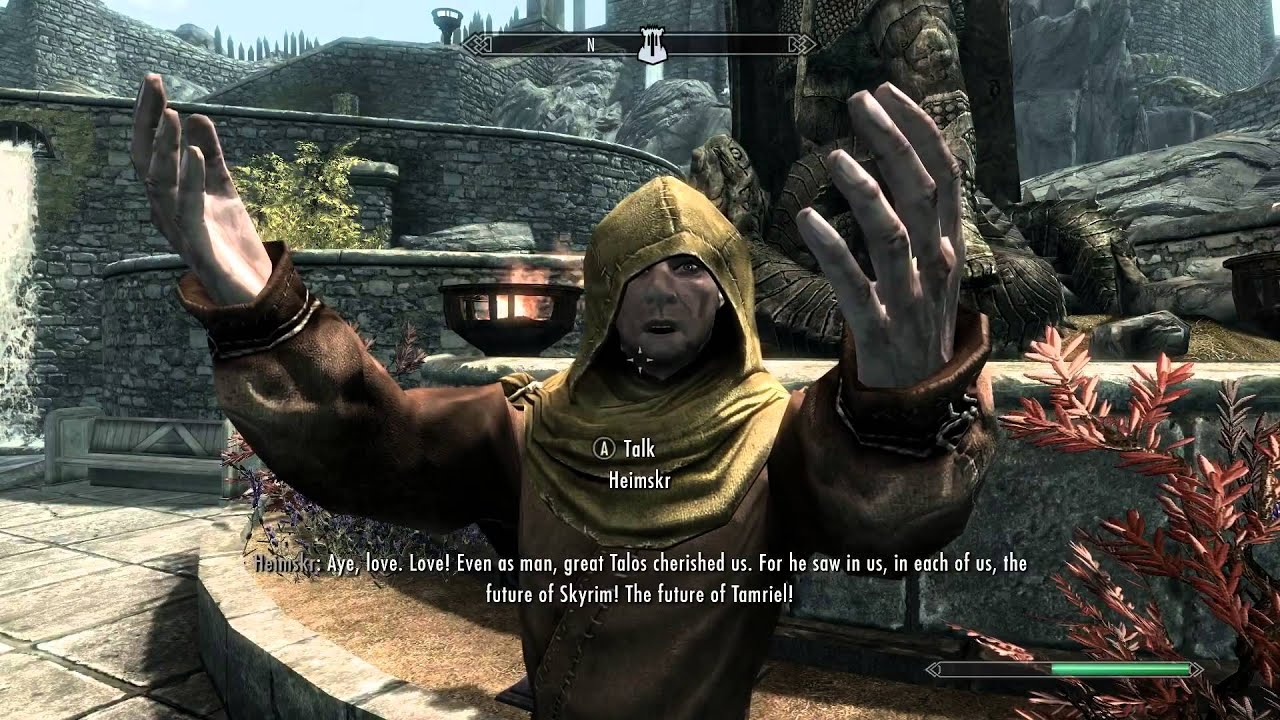 N
A Talk
Heimskr
Heimskr: Aye, love. Love! Even as man, great Talos cherished us. For he saw in us, in each of us, the
future of Skyrim! The future of Tamriel!